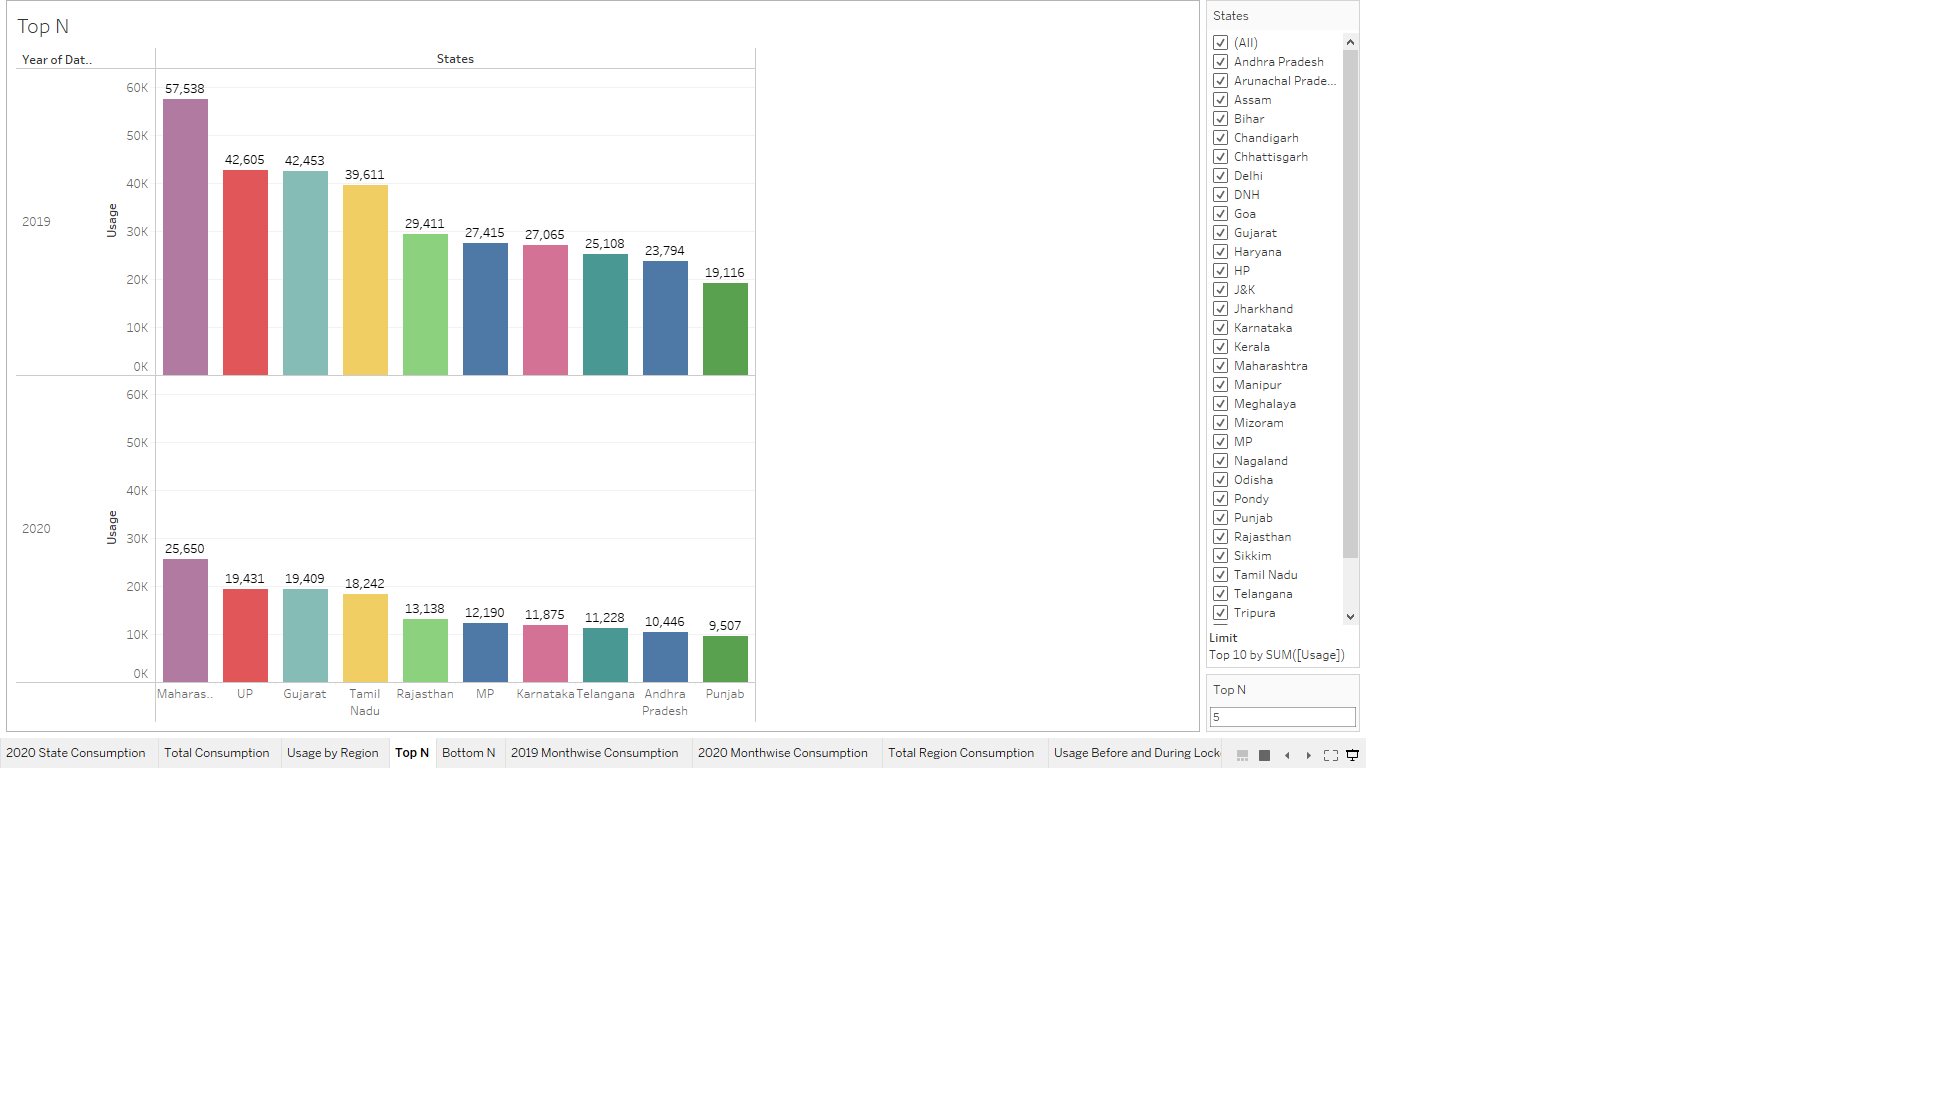 Top N
Year of Dat..
States
Usage
60K
50K
40K
30K
20K
10K
0K
2019
57,538
42,605
42,453
39,611
29,411
27,415
27,065
25,108
23,794
19,116
Usage
60K
50K
40K
30K
20K
10K
0K
2020
25,650
19,431
19,409
18,242
13,138
12,190
11,875
11,228
10,446
9,507
Maharas..
UP
Gujarat
Tamil
Nadu
Rajasthan
MP
Karnataka
Telangana
Andhra
Pradesh
Punjab
States
(All)
Andhra Pradesh
Arunachal Prade...
Assam
Bihar
Chandigarh
Chhattisgarh
Delhi
DNH
Goa
Gujarat
Haryana
HP
J&K
Jharkhand
Karnataka
Kerala
Maharashtra
Manipur
Meghalaya
Mizoram
MP
Nagaland
Odisha
Pondy
Punjab
Rajasthan
Sikkim
Tamil Nadu
Telangana
Tripura
Limit
Top 10 by SUM([Usage])
Top N
5
2020 State Consumption
Total Consumption
Usage by Region
Top N
Bottom N
2019 Monthwise Consumption
2020 Monthwise Consumption
Total Region Consumption
Usage Before and During Lock